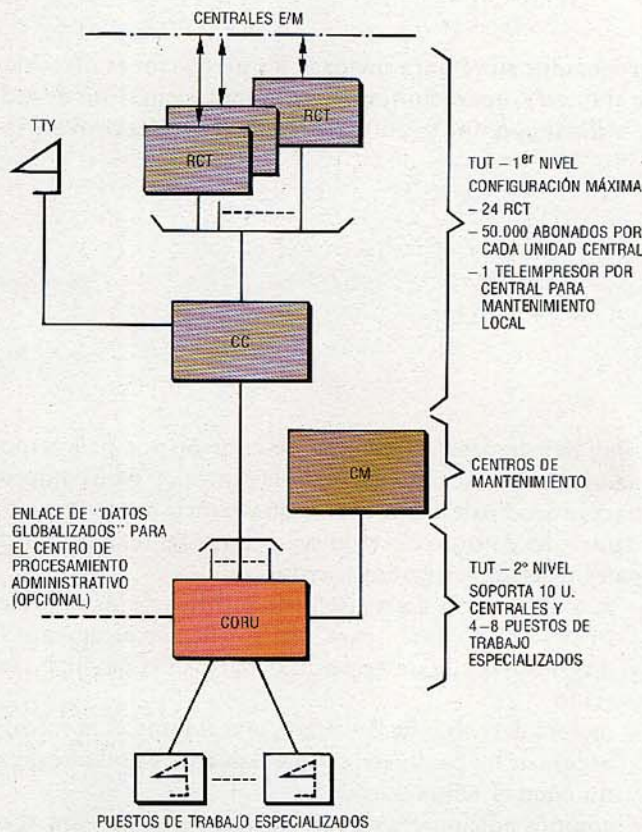 CENTRALES E/M
TTY
RCT
RCT
TUT – 1er NIVEL
CONFIGURACIÓN MÁXIMA
– 24 RCT
– 50.000 ABONADOS POR
CADA UNIDAD CENTRAL
– 1 TELEIMPRESOR POR
CENTRAL PARA
MANTENIMIENTO
LOCAL
CC
CM
CENTROS DE
MANTENIMIENTO
ENLACE DE "DATOS
GLOBALIZADOS" PARA
EL CENTRO DE
PROCESAMIENTO
ADMINISTRATIVO
(OPCIONAL)
CORU
TUT – 2º NIVEL
SOPORTA 10 U.
CENTRALES Y
4–8 PUESTOS DE
TRABAJO
ESPECIALIZADOS
PUESTOS DE TRABAJO ESPECIALIZADOS